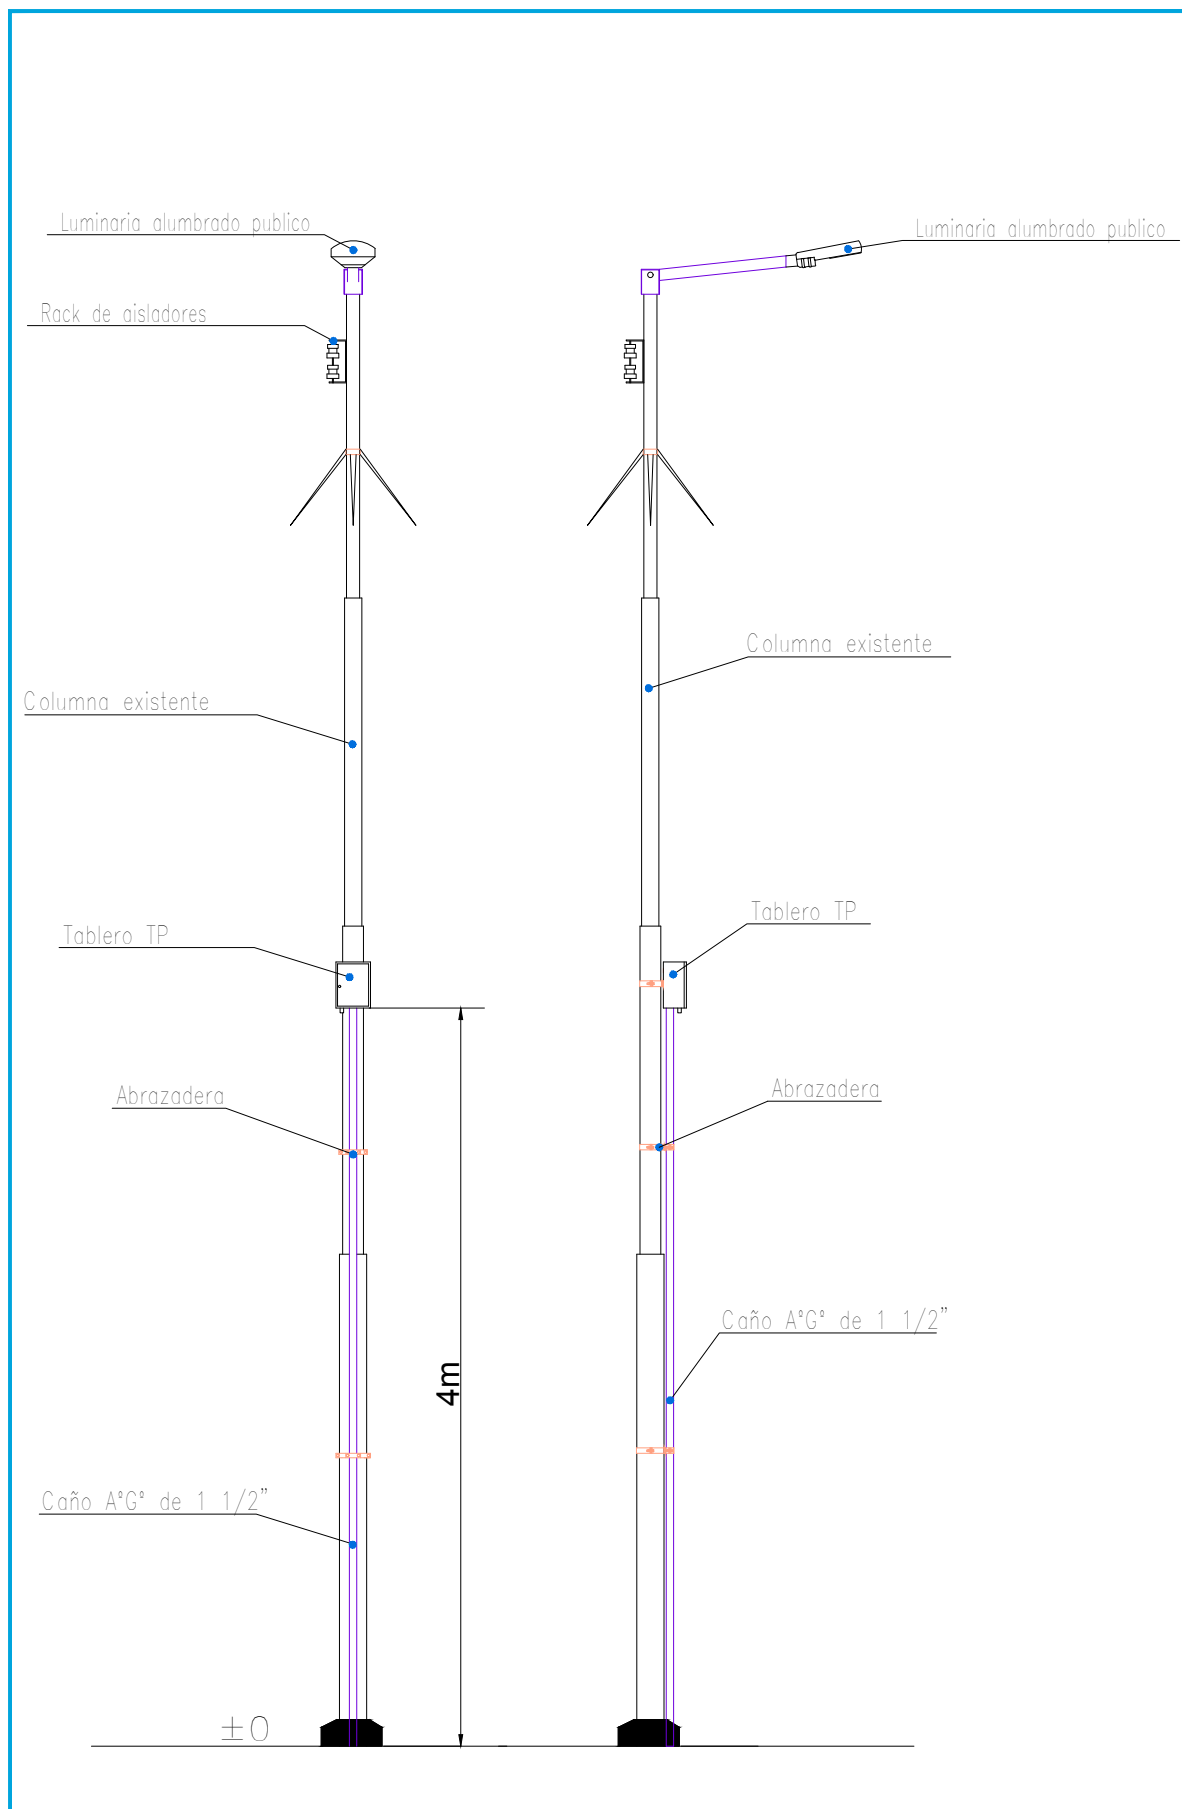 Luminaria alumbrado publico
Luminaria alumbrado publico
Rack de aisladores
Columna existente
Columna existente
Tablero TP
Tablero TP
Abrazadera
Abrazadera
Caño A°G° de 1 1/2”
4m
Caño A°G° de 1 1/2”
±0